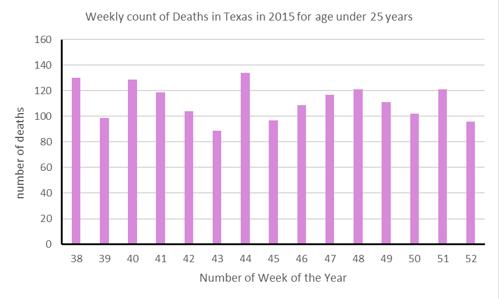 Weekly count of Deaths in Texas in 2015 for age under 25 years
160
140
120
100
80
60
40
20
0
number of deaths
38 39 40 41 42 43 44 45 46 47 48 49 50 51 52
Number of Week of the Year